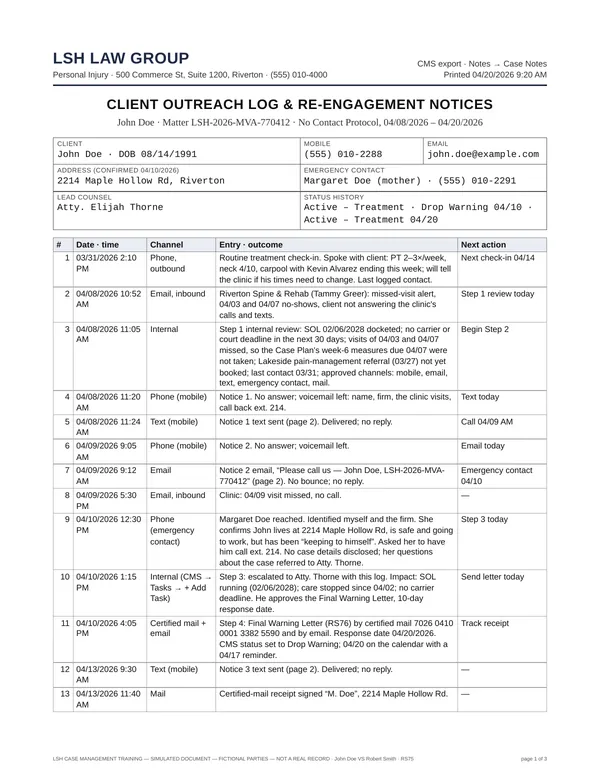 LSH LAW GROUP
Personal Injury · 500 Commerce St, Suite 1200, Riverton · (555) 010-4000
CMS export · Notes → Case Notes
Printed 04/20/2026 9:20 AM
CLIENT OUTREACH LOG & RE-ENGAGEMENT NOTICES
John Doe · Matter LSH-2026-MVA-770412 · No Contact Protocol, 04/08/2026 – 04/20/2026
CLIENT
John Doe · DOB 08/14/1991
MOBILE
(555) 010-2288
EMAIL
john.doe@example.com
ADDRESS (CONFIRMED 04/10/2026)
2214 Maple Hollow Rd, Riverton
EMERGENCY CONTACT
Margaret Doe (mother) · (555) 010-2291
LEAD COUNSEL
Atty. Elijah Thorne
STATUS HISTORY
Active – Treatment · Drop Warning 04/10 ·
Active – Treatment 04/20
# Date · time Channel Entry · outcome Next action
1 03/31/2026 2:10 Phone, Routine treatment check-in. Spoke with client: PT 2–3×/week, Next check-in 04/14
PM outbound neck 4/10, carpool with Kevin Alvarez ending this week; will tell
the clinic if his times need to change. Last logged contact.
2 04/08/2026 10:52 Email, inbound Riverton Spine & Rehab (Tammy Greer): missed-visit alert, Step 1 review today
AM 04/03 and 04/07 no-shows, client not answering the clinic's
calls and texts.
3 04/08/2026 11:05 Internal Step 1 internal review: SOL 02/06/2028 docketed; no carrier or Begin Step 2
AM court deadline in the next 30 days; visits of 04/03 and 04/07
missed, so the Case Plan's week-6 measures due 04/07 were
not taken; Lakeside pain-management referral (03/27) not yet
booked; last contact 03/31; approved channels: mobile, email,
text, emergency contact, mail.
4 04/08/2026 11:20 Phone (mobile) Notice 1. No answer; voicemail left: name, firm, the clinic visits, Text today
AM call back ext. 214.
5 04/08/2026 11:24 Text (mobile) Notice 1 text sent (page 2). Delivered; no reply. Call 04/09 AM
AM
6 04/09/2026 9:05 Phone (mobile) Notice 2. No answer; voicemail left. Email today
AM
7 04/09/2026 9:12 Email Notice 2 email, “Please call us — John Doe, LSH-2026-MVA- Emergency contact
AM 770412” (page 2). No bounce; no reply. 04/10
8 04/09/2026 5:30 Email, inbound Clinic: 04/09 visit missed, no call. —
PM
9 04/10/2026 12:30 Phone Margaret Doe reached. Identified myself and the firm. She Step 3 today
PM (emergency confirms John lives at 2214 Maple Hollow Rd, is safe and going
contact) to work, but has been “keeping to himself”. Asked her to have
him call ext. 214. No case details disclosed; her questions
about the case referred to Atty. Thorne.
10 04/10/2026 1:15 Internal (CMS → Step 3: escalated to Atty. Thorne with this log. Impact: SOL Send letter today
PM Tasks → + Add running (02/06/2028); care stopped since 04/02; no carrier
Task) deadline. He approves the Final Warning Letter, 10-day
response date.
11 04/10/2026 4:05 Certified mail + Step 4: Final Warning Letter (RS76) by certified mail 7026 0410 Track receipt
PM email 0001 3382 5590 and by email. Response date 04/20/2026.
CMS status set to Drop Warning; 04/20 on the calendar with a
04/17 reminder.
12 04/13/2026 9:30 Text (mobile) Notice 3 text sent (page 2). Delivered; no reply. —
AM
13 04/13/2026 11:40 Mail Certified-mail receipt signed “M. Doe”, 2214 Maple Hollow Rd. —
AM
LSH CASE MANAGEMENT TRAINING — SIMULATED DOCUMENT — FICTIONAL PARTIES — NOT A REAL RECORD · John Doe VS Robert Smith · RS75
page 1 of 3